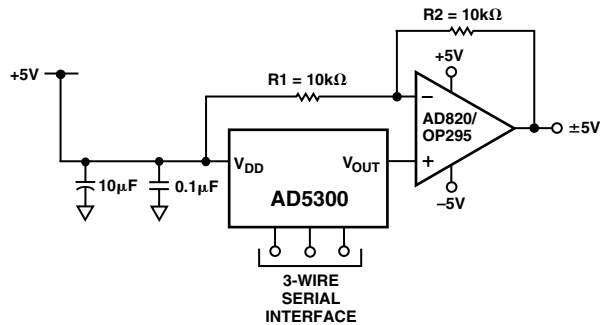 R2 = 10kΩ
+5V
+5V
R1 = 10kΩ
−
AD820/
OP295
±5V
+
−5V
VDD
VOUT
AD5300
10μF
0.1μF
3-WIRE
SERIAL
INTERFACE